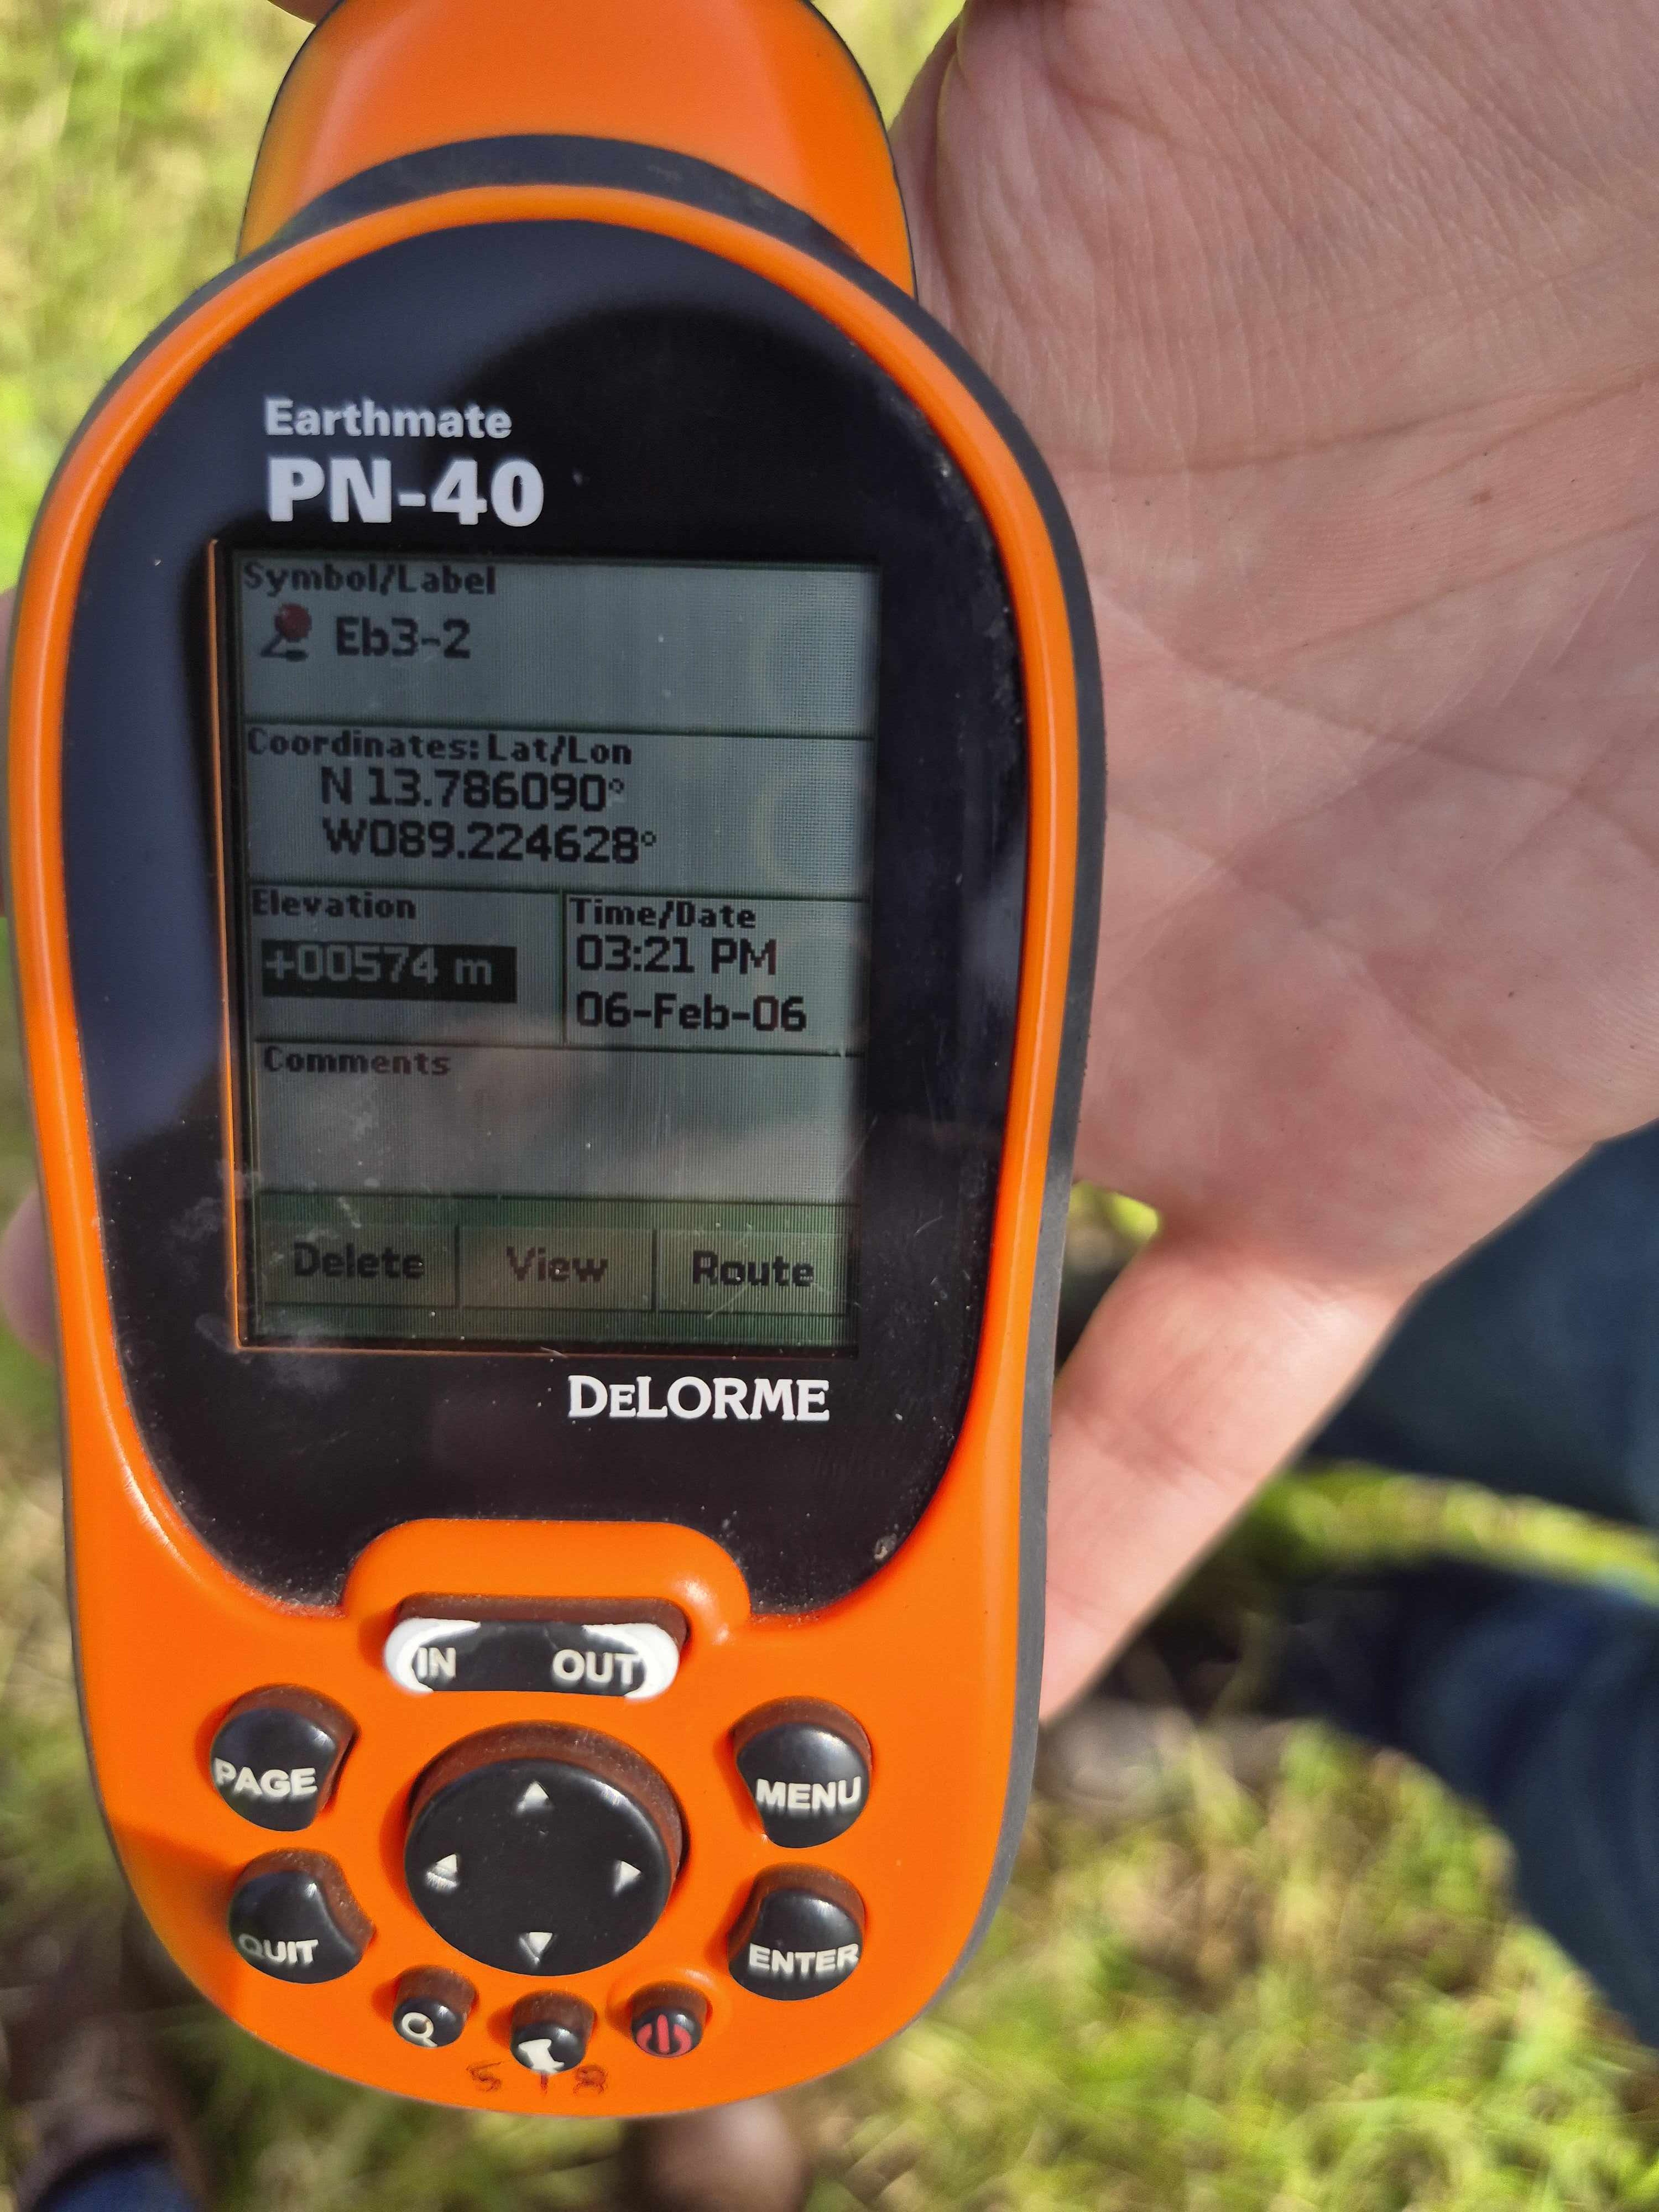 Earthmate
PN-40
Symbol/Label
Eb3-2
Coordinates: Lat/Lon
N 13.786090°
W089.224628°
Elevation
+00574 m
Time/Date
03:21 PM
06-Feb-06
Comments
Delete View Route
DELORME
IN OUT
PAGE MENU
QUIT ENTER